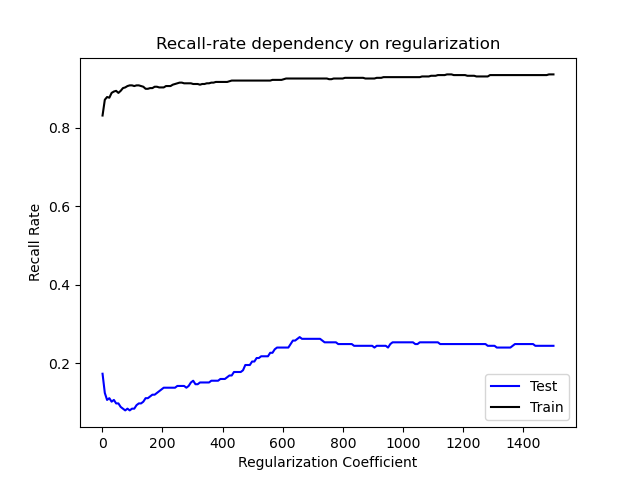 Recall-rate dependency on regularization
Recall Rate
0.8
0.6
0.4
0.2
0 200 400 600 800 1000 1200 1400
Regularization Coefficient
Test
Train